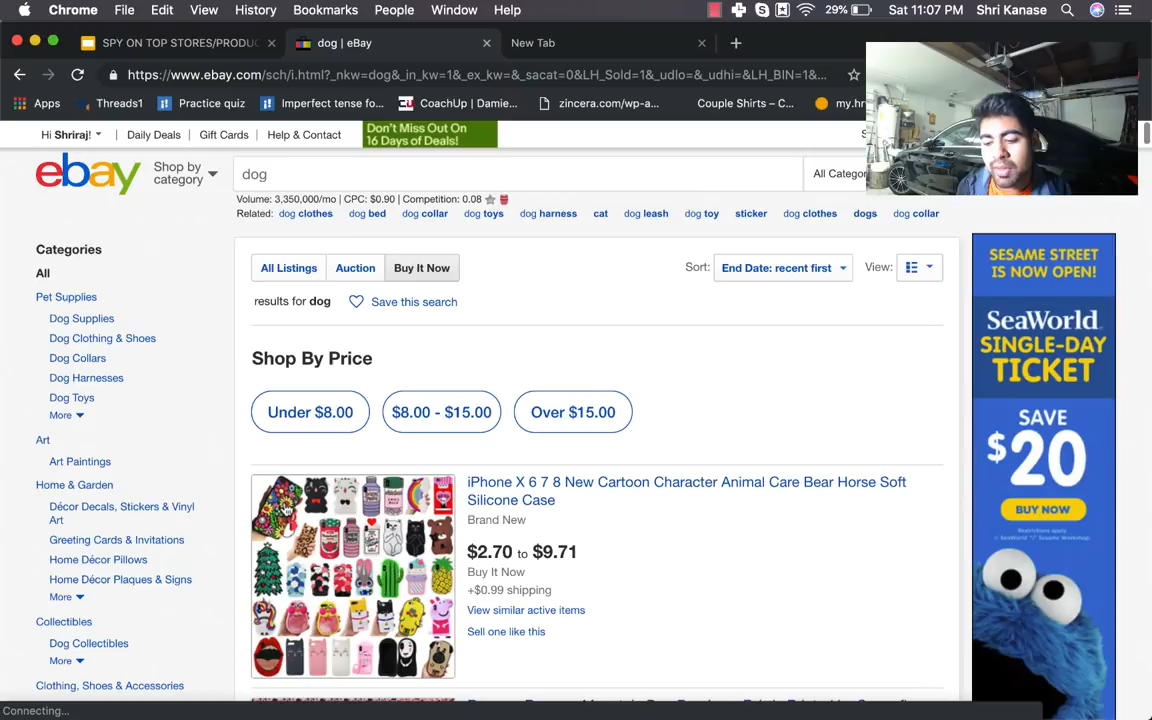 Chrome File Edit View History Bookmarks People Window Help 29% Sat 11:07 PM Shri Kanase
SPY ON TOP STORES/PRODUC dog | eBay New Tab
https://www.ebay.com/sch/i.html?_nkw=dog&_in_kw=1&_ex_kw=&_sacat=0&LH_Sold=1&_udlo=&_udhi=&LH_BIN=1&...
Apps Threads1 Practice quiz Imperfect tense fo... CoachUp | Damie... zincera.com/wp-a... Couple Shirts – C... my.hr
Hi Shriraj! Daily Deals Gift Cards Help & Contact
Don't Miss Out On
16 Days of Deals!
ebay
Shop by
category
dog
All Categor
Volume: 3,350,000/mo | CPC: $0.90 | Competition: 0.08
Related: dog clothes dog bed dog collar dog toys dog harness cat dog leash dog toy sticker dog clothes dogs dog collar
Categories
All
Pet Supplies
Dog Supplies
Dog Clothing & Shoes
Dog Collars
Dog Harnesses
Dog Toys
More
Art
Art Paintings
Home & Garden
Décor Decals, Stickers & Vinyl
Art
Greeting Cards & Invitations
Home Décor Pillows
Home Décor Plaques & Signs
More
Collectibles
Dog Collectibles
More
Clothing, Shoes & Accessories
All Listings Auction Buy It Now
Sort: End Date: recent first View:
results for dog Save this search
Shop By Price
Under $8.00 $8.00 - $15.00 Over $15.00
iPhone X 6 7 8 New Cartoon Character Animal Care Bear Horse Soft
Silicone Case
Brand New
$2.70 to $9.71
Buy It Now
+$0.99 shipping
View similar active items
Sell one like this
SESAME STREET
IS NOW OPEN!
SeaWorld
SINGLE-DAY
TICKET
SAVE
$20
BUY NOW
Connecting...